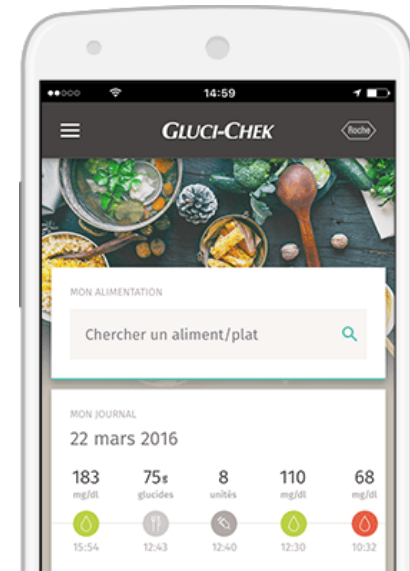 14:59
GLUCI-CHEK
Roche
MON ALIMENTATION
Chercher un aliment/plat
MON JOURNAL
22 mars 2016
183 75g 8 110 68
mg/dl glucides unités mg/dl mg/dl
15:54 12:43 12:40 12:30 10:32